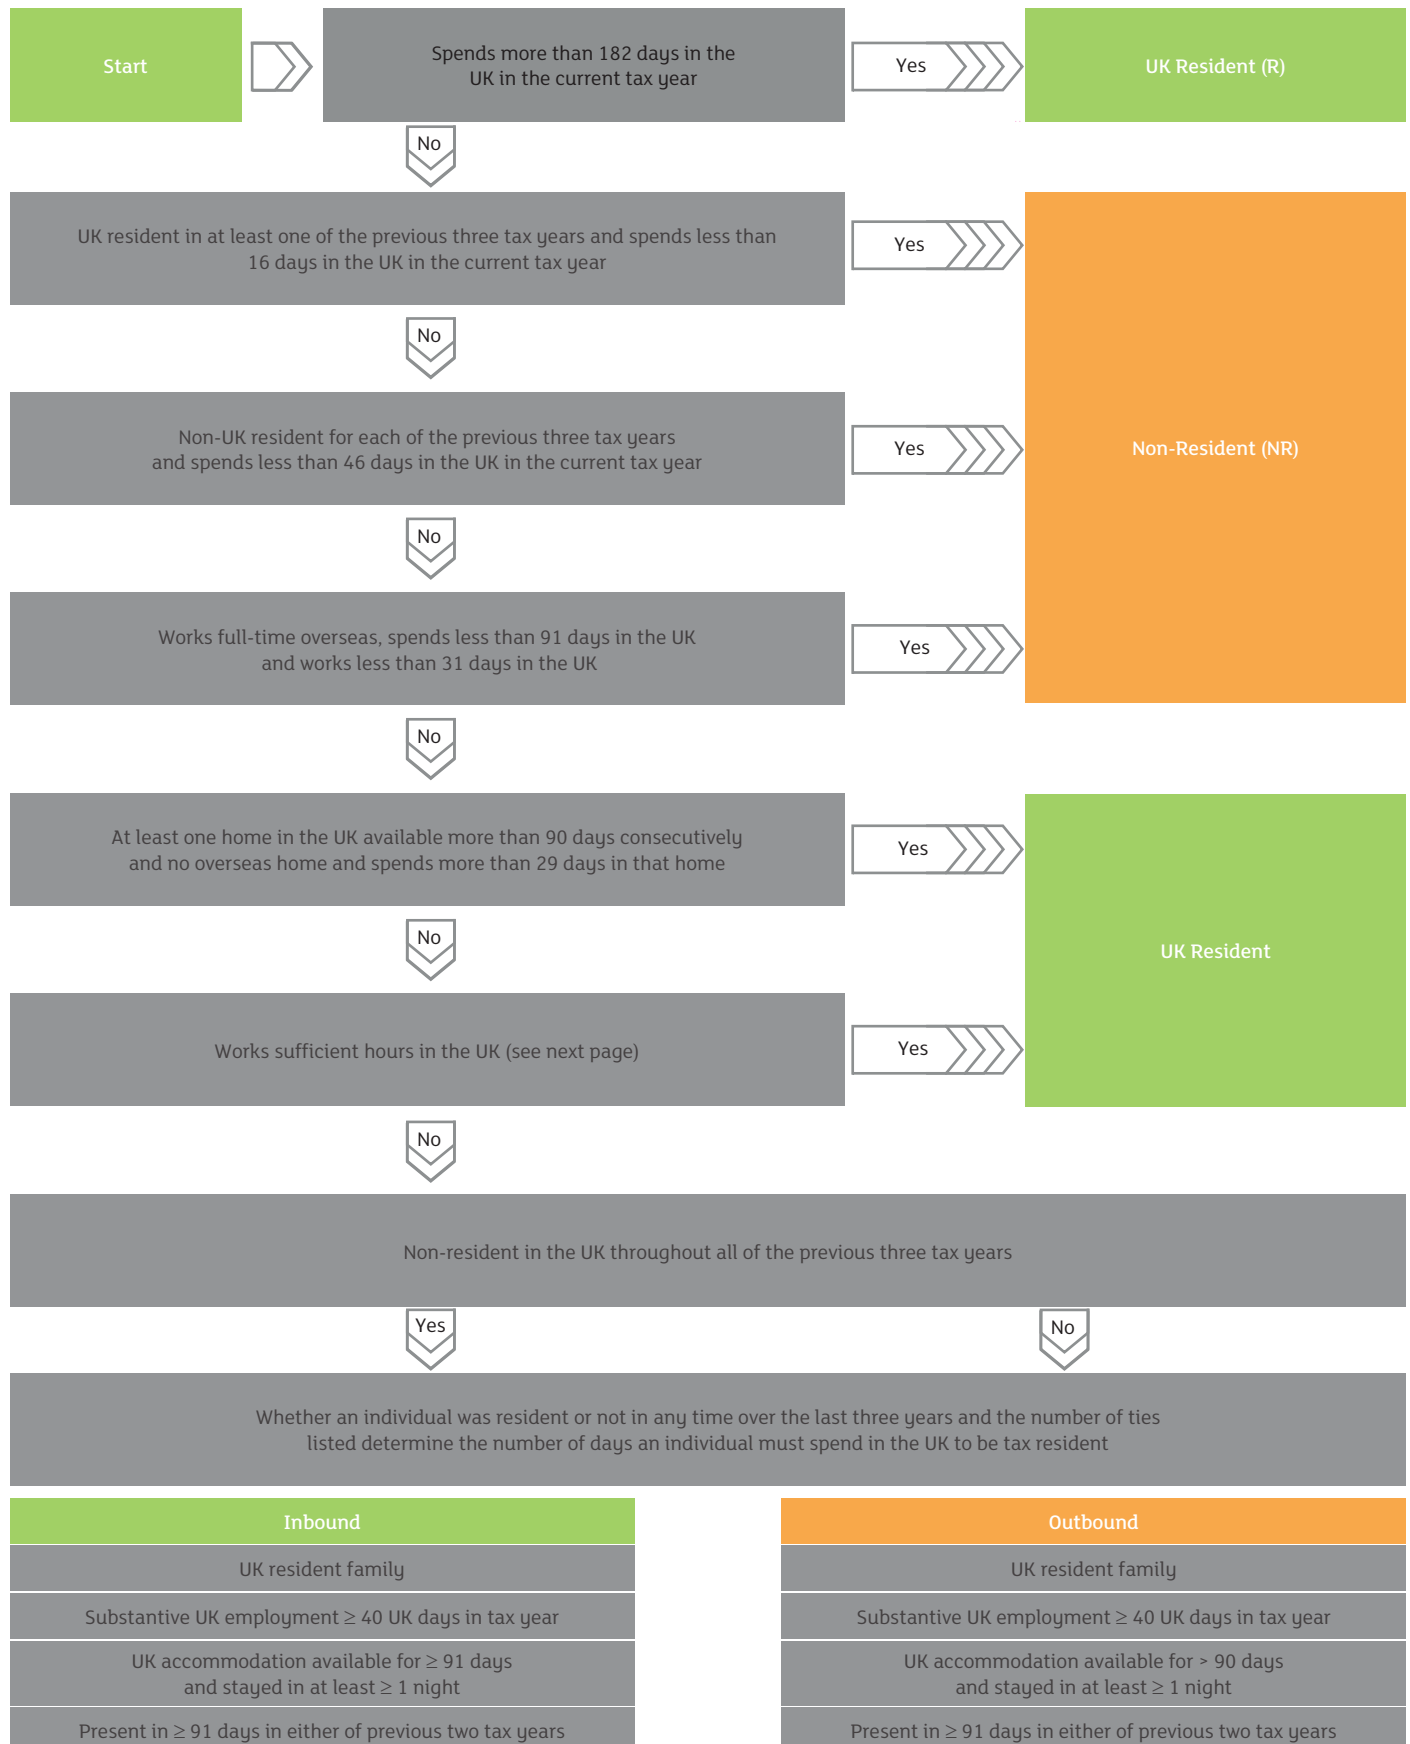 Start
Spends more than 182 days in the
UK in the current tax year
Yes
UK Resident (R)
No
UK resident in at least one of the previous three tax years and spends less than
16 days in the UK in the current tax year
Yes
No
Non-UK resident for each of the previous three tax years
and spends less than 46 days in the UK in the current tax year
Yes
Non-Resident (NR)
No
Works full-time overseas, spends less than 91 days in the UK
and works less than 31 days in the UK
Yes
No
At least one home in the UK available more than 90 days consecutively
and no overseas home and spends more than 29 days in that home
Yes
No
UK Resident
Works sufficient hours in the UK (see next page)
Yes
No
Non-resident in the UK throughout all of the previous three tax years
Yes
No
Whether an individual was resident or not in any time over the last three years and the number of ties
listed determine the number of days an individual must spend in the UK to be tax resident
Inbound
UK resident family
Substantive UK employment ≥ 40 UK days in tax year
UK accommodation available for ≥ 91 days
and stayed in at least ≥ 1 night
Present in ≥ 91 days in either of previous two tax years
Outbound
UK resident family
Substantive UK employment ≥ 40 UK days in tax year
UK accommodation available for > 90 days
and stayed in at least ≥ 1 night
Present in ≥ 91 days in either of previous two tax years